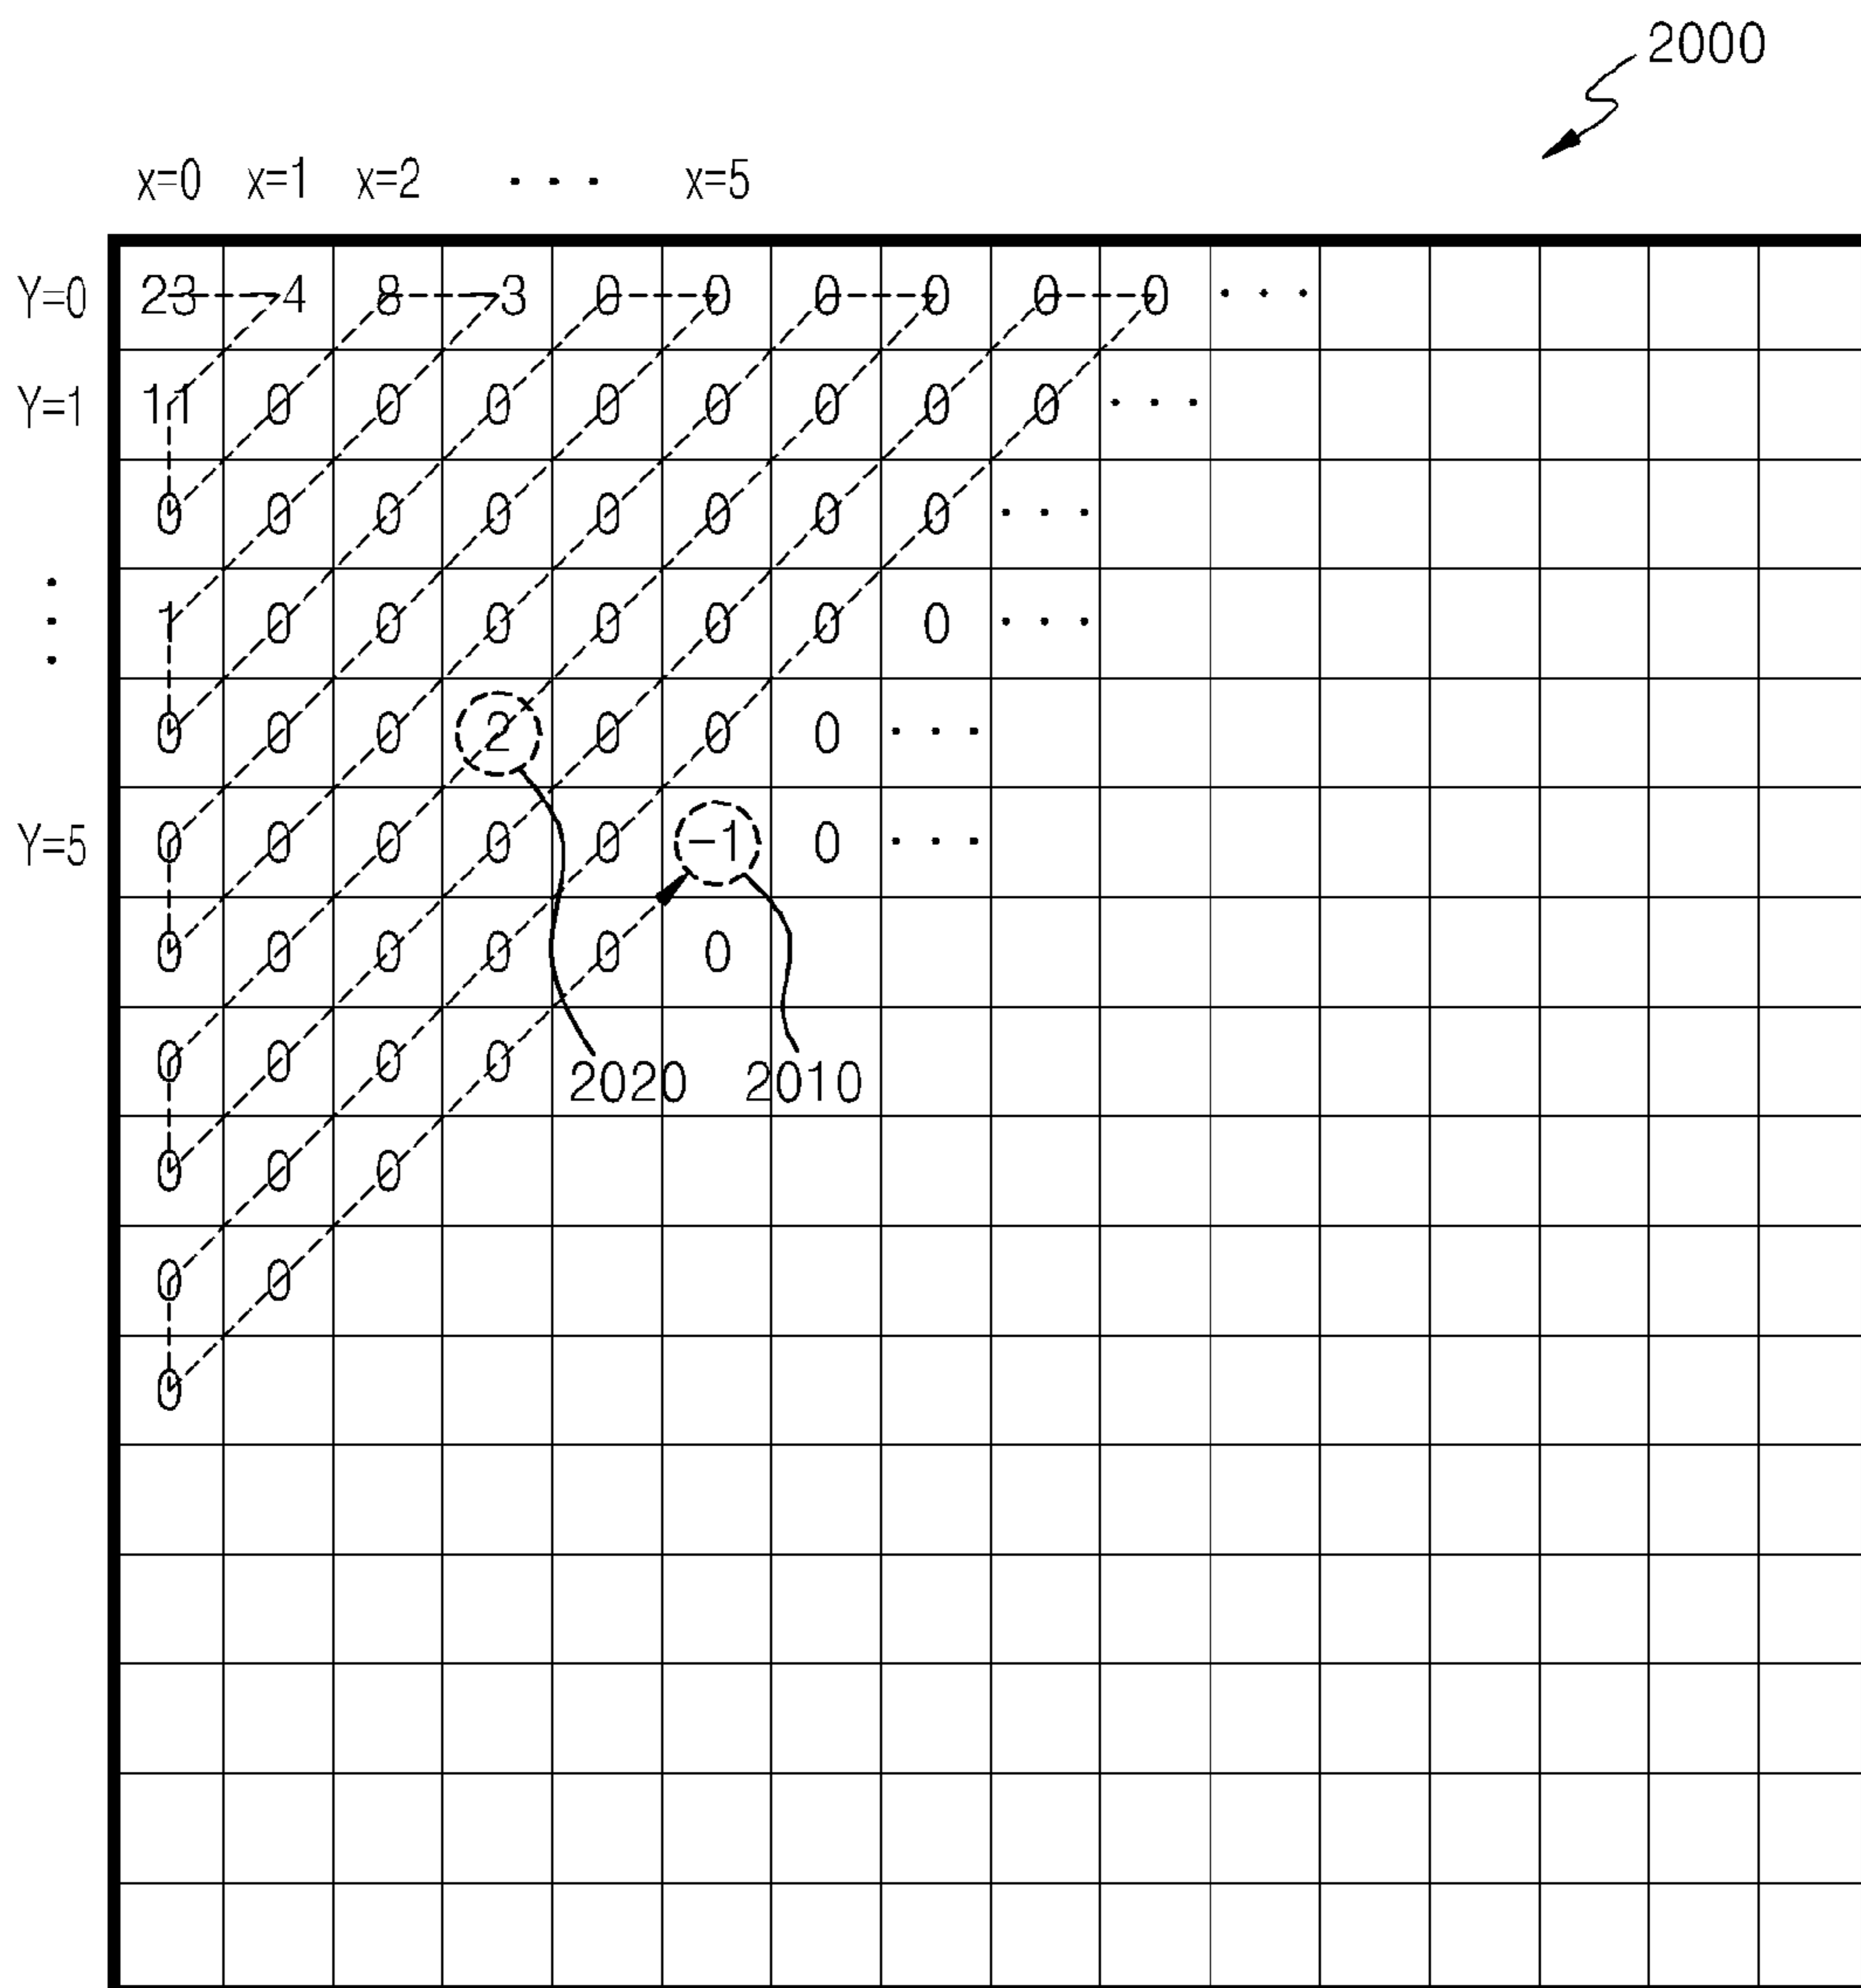 2000
x=0 x=1 x=2 . . . x=5
Y=0 23 4 8 3 0 0 0 0 0 0 . . .
Y=1 11 0 0 0 0 0 0 0 0 . . .
0 0 0 0 0 0 0 0 . . .
. . . 1 0 0 0 0 0 0 0 . . .
0 0 0 2 0 0 0 . . .
Y=5 0 0 0 0 0 -1 0 . . .
0 0 0 0 0 0
0 0 0 0 2020 2010
0 0 0
0 0
0